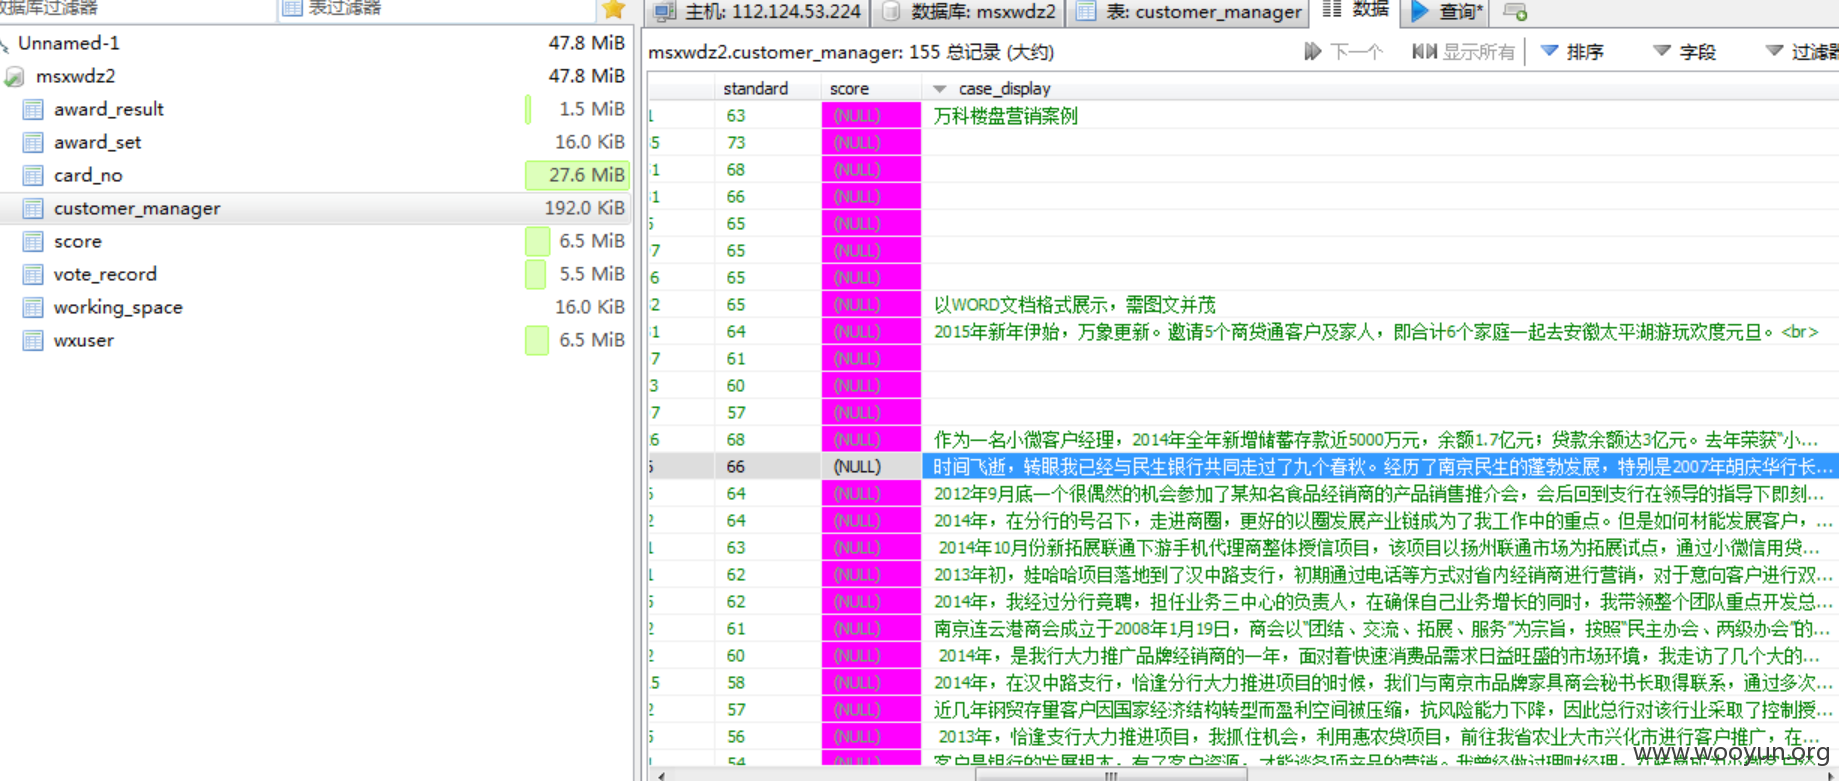 数据库过滤器 表过滤器
Unnamed-1 47.8 MiB
msxwdz2 47.8 MiB
award_result 1.5 MiB
award_set 16.0 KiB
card_no 27.6 MiB
customer_manager 192.0 KiB
score 6.5 MiB
vote_record 5.5 MiB
working_space 16.0 KiB
wxuser 6.5 MiB
主机: 112.124.53.224 数据库: msxwdz2 表: customer_manager 数据 查询*
msxwdz2.customer_manager: 155 总记录 (大约) 下一个 显示所有 排序 字段 过滤器
standard score case_display
1 63 (NULL) 万科楼盘营销案例
5 73 (NULL)
1 68 (NULL)
1 66 (NULL)
5 65 (NULL)
7 65 (NULL)
6 65 (NULL)
2 65 (NULL) 以WORD文档格式展示，需图文并茂
1 64 (NULL) 2015年新年伊始，万象更新。邀请5个商贷通客户及家人，即合计6个家庭一起去安徽太平湖游玩欢度元旦。<br>
7 61 (NULL)
3 60 (NULL)
7 57 (NULL)
6 68 (NULL) 作为一名小微客户经理，2014年全年新增储蓄存款近5000万元，余额1.7亿元；贷款余额达3亿元。去年荣获“小...
5 66 (NULL) 时间飞逝，转眼我已经与民生银行共同走过了九个春秋。经历了南京民生的蓬勃发展，特别是2007年胡庆华行长...
5 64 (NULL) 2012年9月底一个很偶然的机会参加了某知名食品经销商的产品销售推介会，会后回到支行在领导的指导下即刻...
2 64 (NULL) 2014年，在分行的号召下，走进商圈，更好的以圈发展产业链成为了我工作中的重点。但是如何材能发展客户，...
1 63 (NULL) 2014年10月份新拓展联通下游手机代理商整体授信项目，该项目以扬州联通市场为拓展试点，通过小微信用贷...
1 62 (NULL) 2013年初，娃哈哈项目落地到了汉中路支行，初期通过电话等方式对省内经销商进行营销，对于意向客户进行双...
5 62 (NULL) 2014年，我经过分行竞聘，担任业务三中心的负责人，在确保自己业务增长的同时，我带领整个团队重点开发总...
2 61 (NULL) 南京连云港商会成立于2008年1月19日，商会以“团结、交流、拓展、服务”为宗旨，按照“民主办会、两级办会”的...
2 60 (NULL) 2014年，是我行大力推广品牌经销商的一年，面对着快速消费品需求日益旺盛的市场环境，我走访了几个大的...
5 58 (NULL) 2014年，在汉中路支行，恰逢分行大力推进项目的时候，我们与南京市品牌家具商会秘书长取得联系，通过多次...
2 57 (NULL) 近几年钢贸存量客户因国家经济结构转型而盈利空间被压缩，抗风险能力下降，因此总行对该行业采取了控制授...
5 56 (NULL) 2013年，恰逢支行大力推进项目，我抓住机会，利用惠农贷项目，前往我省农业大市兴化市进行客户推广，在...
54 (NULL) 客户是银行的发展根本，有了客户资源，才能谈各项产品的营销。我曾经做过理财经理，
www.wooyun.org